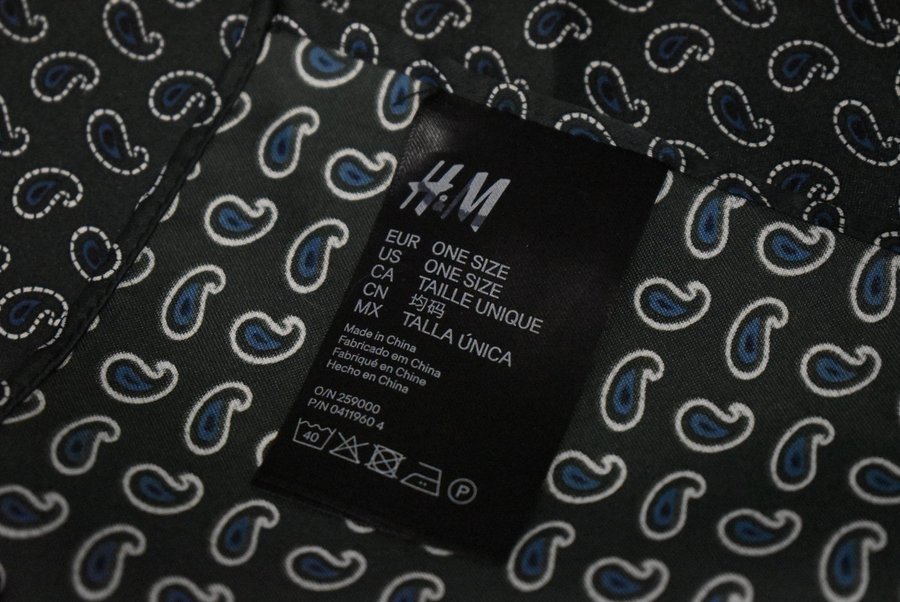 H&M
EUR ONE SIZE
US ONE SIZE
CA TAILLE UNIQUE
CN 均码
MX TALLA ÚNICA
Made in China
Fabricado em China
Fabriqué en Chine
Hecho en China
O/N 259000
P/N 0411960 4
40 P